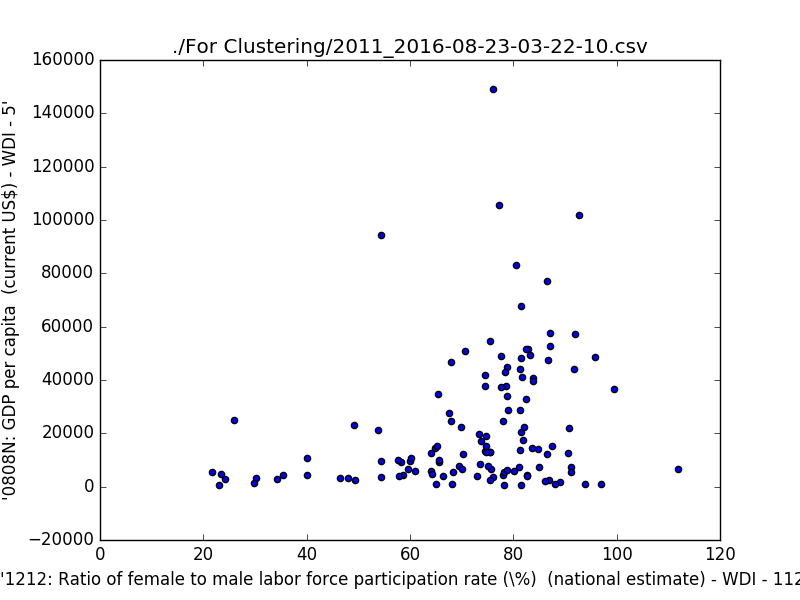 ./For Clustering/2011_2016-08-23-03-22-10.csv
160000
140000
120000
100000
80000
60000
40000
20000
0
−20000
'0808N: GDP per capita  (current US$) - WDI - 5'
0 20 40 60 80 100 120
'1212: Ratio of female to male labor force participation rate (\%)  (national estimate) - WDI - 112